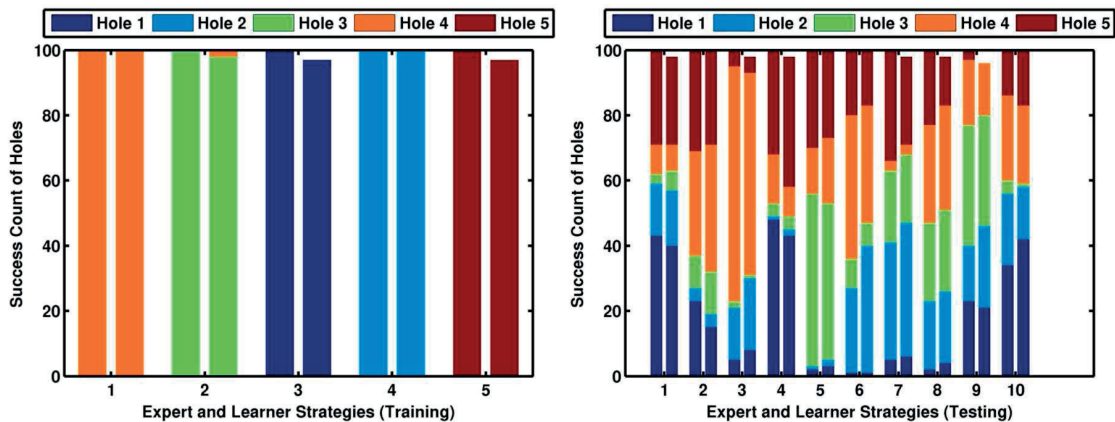 Hole 1 Hole 2 Hole 3 Hole 4 Hole 5
Success Count of Holes
100
80
60
40
20
0
1 2 3 4 5
Expert and Learner Strategies (Training)
Hole 1 Hole 2 Hole 3 Hole 4 Hole 5
Success Count of Holes
100
80
60
40
20
0
1 2 3 4 5 6 7 8 9 10
Expert and Learner Strategies (Testing)